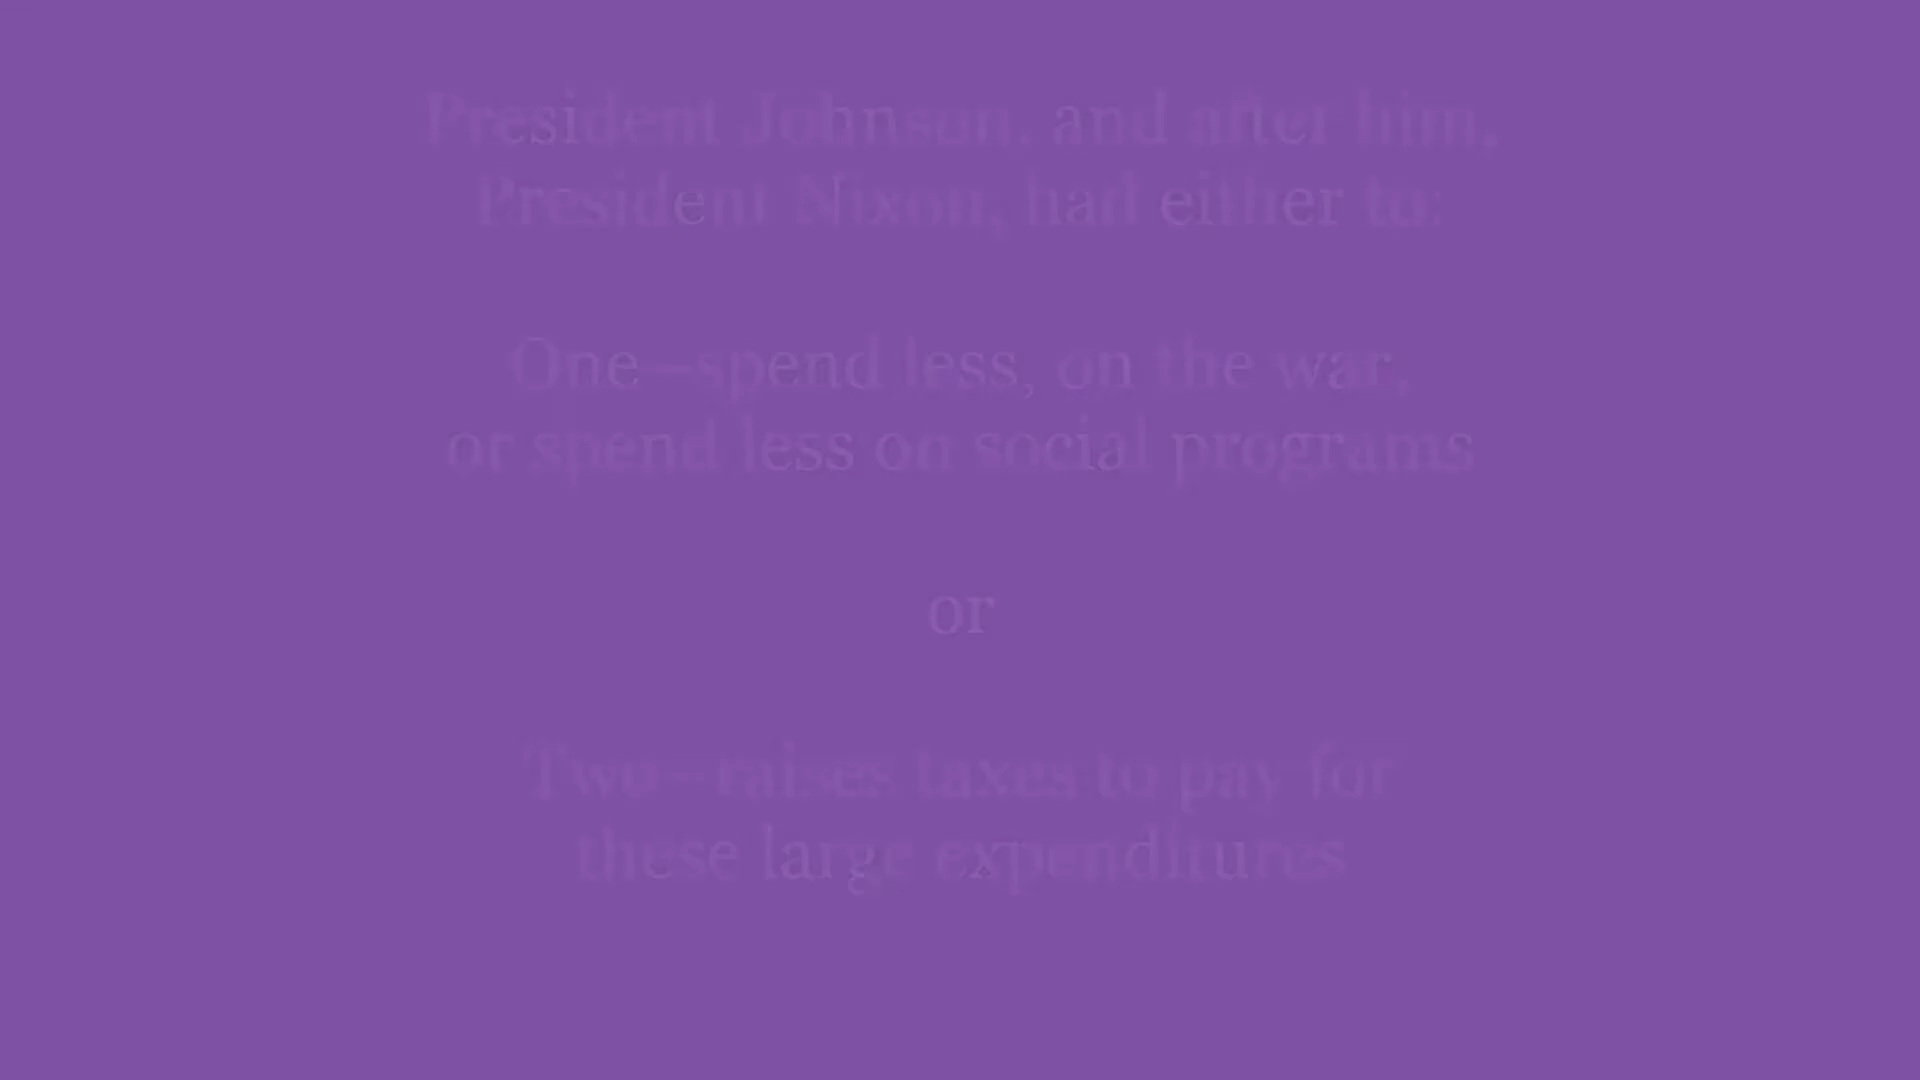 President Johnson, and after him,
President Nixon, had either to:
One—spend less, on the war,
or spend less on social programs
or
Two—raises taxes to pay for
these large expenditures